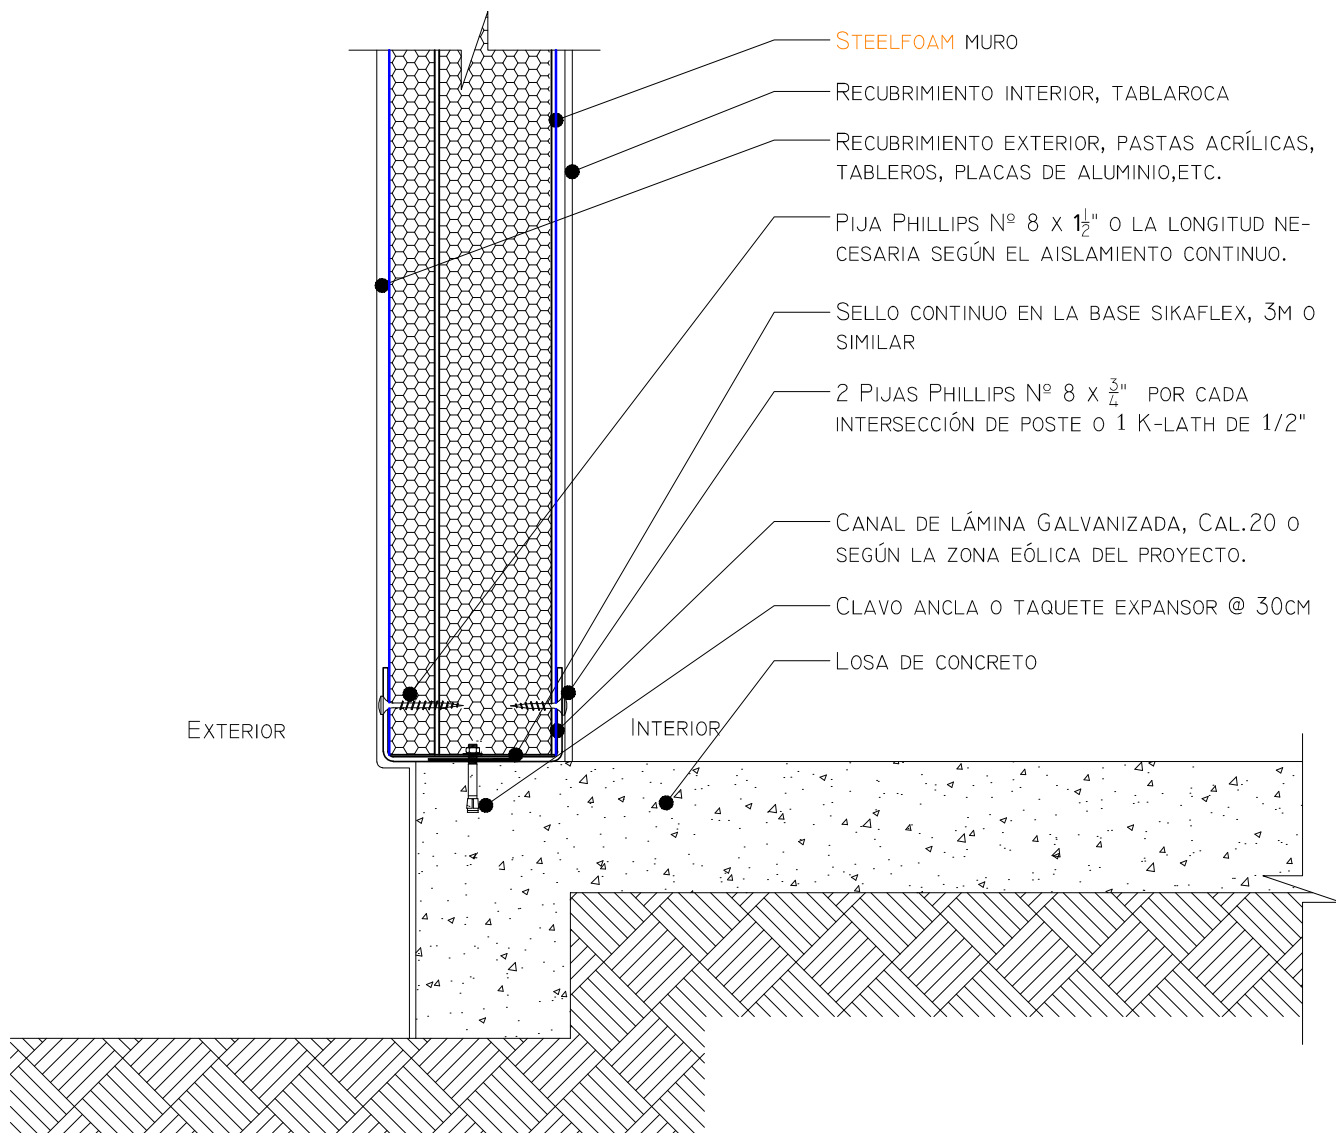 STEELFOAM MURO
RECUBRIMIENTO INTERIOR, TABLAROCA
RECUBRIMIENTO EXTERIOR, PASTAS ACRÍLICAS,
TABLEROS, PLACAS DE ALUMINIO,ETC.
PIJA PHILLIPS Nº 8 X 1½" O LA LONGITUD NE-
CESARIA SEGÚN EL AISLAMIENTO CONTINUO.
SELLO CONTINUO EN LA BASE SIKAFLEX, 3M O
SIMILAR
2 PIJAS PHILLIPS Nº 8 X ¾" POR CADA
INTERSECCIÓN DE POSTE O 1 K-LATH DE 1/2"
CANAL DE LÁMINA GALVANIZADA, CAL.20 O
SEGÚN LA ZONA EÓLICA DEL PROYECTO.
CLAVO ANCLA O TAQUETE EXPANSOR @ 30CM
LOSA DE CONCRETO
EXTERIOR
INTERIOR